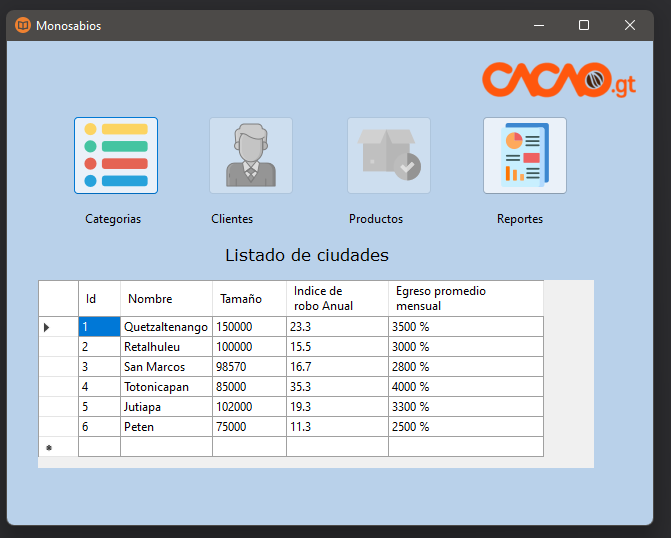 Monosabios
CACAO.gt
Categorias Clientes Productos Reportes
Listado de ciudades
Id Nombre Tamaño Indice de robo Anual Egreso promedio mensual
1 Quetzaltenango 150000 23.3 3500 %
2 Retalhuleu 100000 15.5 3000 %
3 San Marcos 98570 16.7 2800 %
4 Totonicapan 85000 35.3 4000 %
5 Jutiapa 102000 19.3 3300 %
6 Peten 75000 11.3 2500 %